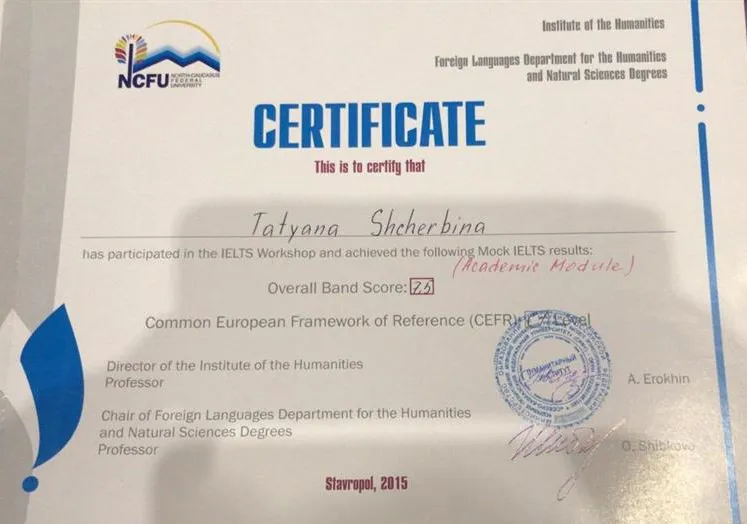 Institute of the Humanities
Foreign Languages Department for the Humanities
and Natural Sciences Degrees
NCFU NORTH-CAUCASUS
FEDERAL
UNIVERSITY
CERTIFICATE
This is to certify that
Tatyana Shcherbina
has participated in the IELTS Workshop and achieved the following Mock IELTS results:
(Academic Module)
Overall Band Score: 7,5
Common European Framework of Reference (CEFR): Level
Director of the Institute of the Humanities
Professor
A. Erokhin
ГУМАНИТАРНЫЙ
ИНСТИТУТ
Chair of Foreign Languages Department for the Humanities
and Natural Sciences Degrees
Professor
O. Shibkova
Stavropol, 2015